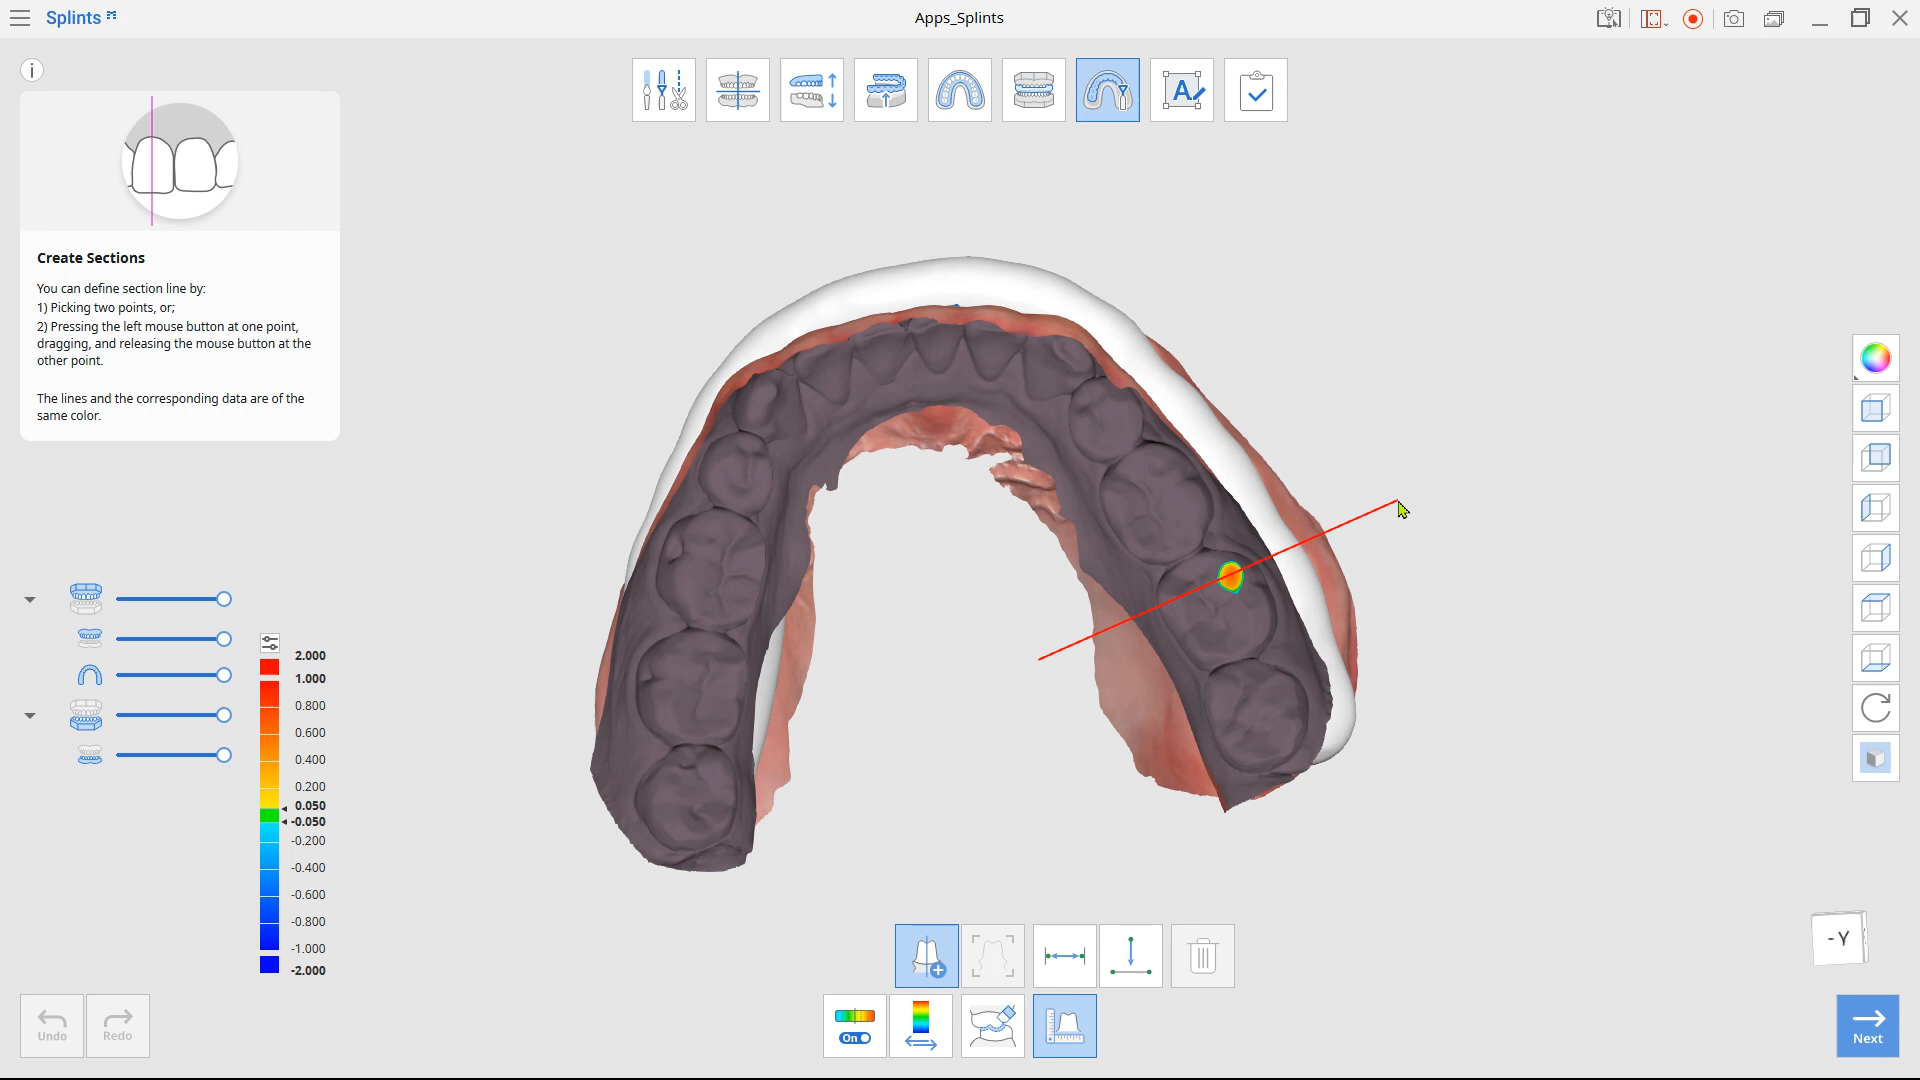 Splints
Apps_Splints
i
A
Create Sections
You can define section line by:
1) Picking two points, or;
2) Pressing the left mouse button at one point,
dragging, and releasing the mouse button at the
other point.
The lines and the corresponding data are of the
same color.
2.000
1.000
0.800
0.600
0.400
0.200
0.050
-0.050
-0.200
-0.400
-0.600
-0.800
-1.000
-2.000
-Y
Undo
Redo
On
Next